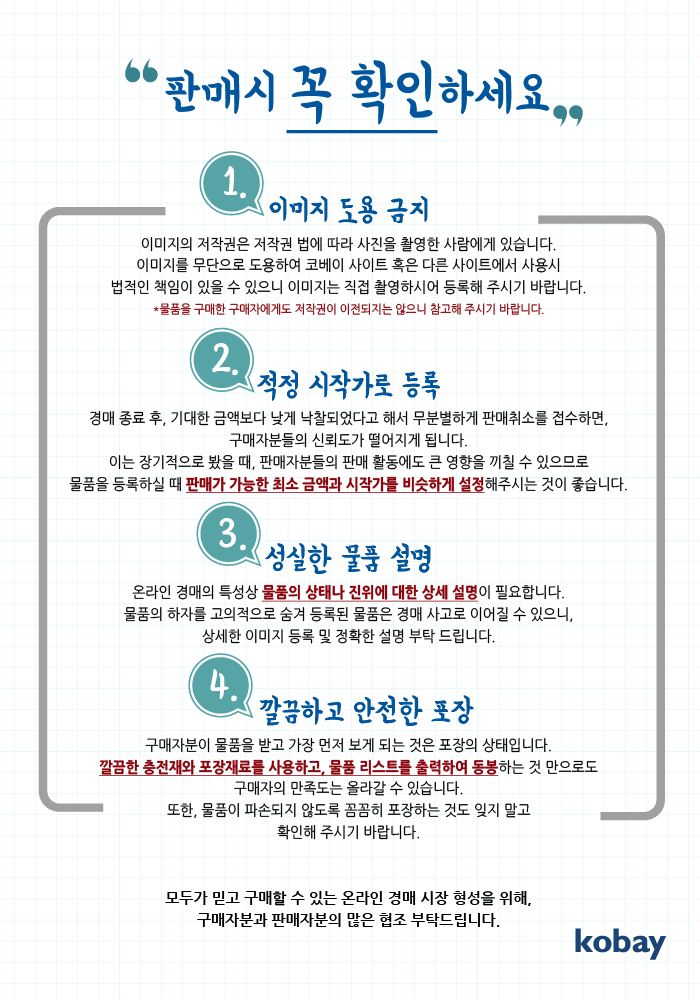 “ 판매시 꼭 확인하세요 ”
1.
이미지 도용 금지
이미지의 저작권은 저작권 법에 따라 사진을 촬영한 사람에게 있습니다.
이미지를 무단으로 도용하여 코베이 사이트 혹은 다른 사이트에서 사용시
법적인 책임이 있을 수 있으니 이미지는 직접 촬영하시어 등록해 주시기 바랍니다.
*물품을 구매한 구매자에게도 저작권이 이전되지는 않으니 참고해 주시기 바랍니다.
2.
적정 시작가로 등록
경매 종료 후, 기대한 금액보다 낮게 낙찰되었다고 해서 무분별하게 판매취소를 접수하면,
구매자분들의 신뢰도가 떨어지게 됩니다.
이는 장기적으로 봤을 때, 판매자분들의 판매 활동에도 큰 영향을 끼칠 수 있으므로
물품을 등록하실 때 판매가 가능한 최소 금액과 시작가를 비슷하게 설정해주시는 것이 좋습니다.
3.
성실한 물품 설명
온라인 경매의 특성상 물품의 상태나 진위에 대한 상세 설명이 필요합니다.
물품의 하자를 고의적으로 숨겨 등록된 물품은 경매 사고로 이어질 수 있으니,
상세한 이미지 등록 및 정확한 설명 부탁 드립니다.
4.
깔끔하고 안전한 포장
구매자분이 물품을 받고 가장 먼저 보게 되는 것은 포장의 상태입니다.
깔끔한 충전재와 포장재료를 사용하고, 물품 리스트를 출력하여 동봉하는 것 만으로도
구매자의 만족도는 올라갈 수 있습니다.
또한, 물품이 파손되지 않도록 꼼꼼히 포장하는 것도 잊지 말고
확인해 주시기 바랍니다.
모두가 믿고 구매할 수 있는 온라인 경매 시장 형성을 위해,
구매자분과 판매자분의 많은 협조 부탁드립니다.
kobay